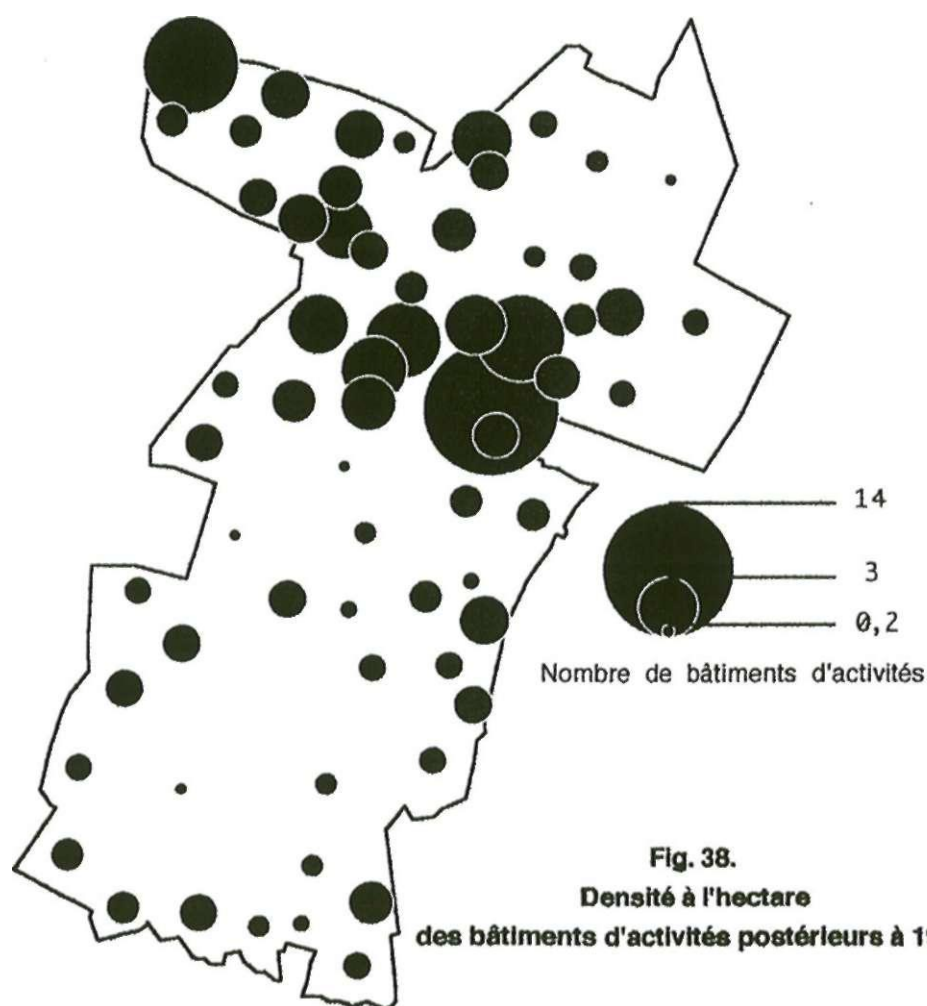 14
3
0,2
Nombre de bâtiments d'activités
Fig. 38.
Densité à l'hectare
des bâtiments d'activités postérieurs à